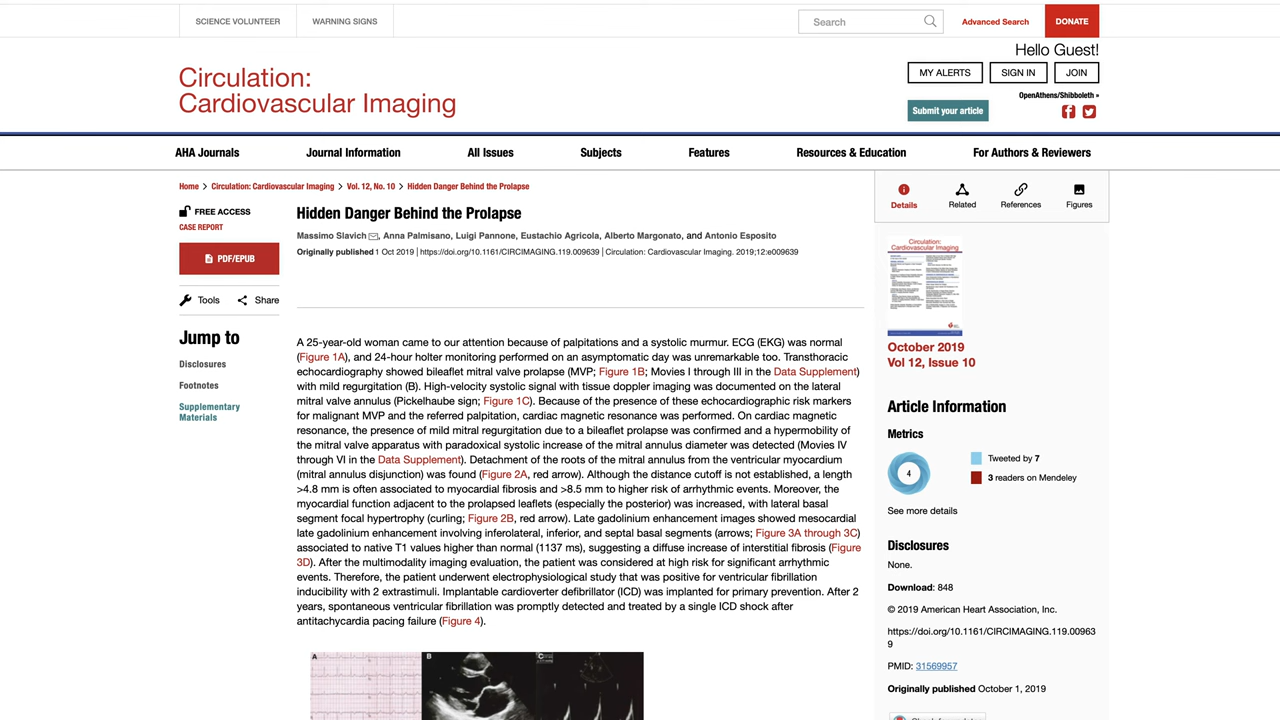 SCIENCE VOLUNTEER
WARNING SIGNS
Search
Advanced Search
DONATE
Hello Guest!
MY ALERTS
SIGN IN
JOIN
OpenAthens/Shibboleth »
Submit your article
Circulation:
Cardiovascular Imaging
AHA Journals
Journal Information
All Issues
Subjects
Features
Resources & Education
For Authors & Reviewers
Home > Circulation: Cardiovascular Imaging > Vol. 12, No. 10 > Hidden Danger Behind the Prolapse
FREE ACCESS
CASE REPORT
PDF/EPUB
Tools
Share
Jump to
Disclosures
Footnotes
Supplementary
Materials
Hidden Danger Behind the Prolapse
Massimo Slavich, Anna Palmisano, Luigi Pannone, Eustachio Agricola, Alberto Margonato, and Antonio Esposito
Originally published 1 Oct 2019 | https://doi.org/10.1161/CIRCIMAGING.119.009639 | Circulation: Cardiovascular Imaging. 2019;12:e009639
A 25-year-old woman came to our attention because of palpitations and a systolic murmur. ECG (EKG) was normal
(Figure 1A), and 24-hour holter monitoring performed on an asymptomatic day was unremarkable too. Transthoracic
echocardiography showed bileaflet mitral valve prolapse (MVP; Figure 1B; Movies I through III in the Data Supplement)
with mild regurgitation (B). High-velocity systolic signal with tissue doppler imaging was documented on the lateral
mitral valve annulus (Pickelhaube sign; Figure 1C). Because of the presence of these echocardiographic risk markers
for malignant MVP and the referred palpitation, cardiac magnetic resonance was performed. On cardiac magnetic
resonance, the presence of mild mitral regurgitation due to a bileaflet prolapse was confirmed and a hypermobility of
the mitral valve apparatus with paradoxical systolic increase of the mitral annulus diameter was detected (Movies IV
through VI in the Data Supplement). Detachment of the roots of the mitral annulus from the ventricular myocardium
(mitral annulus disjunction) was found (Figure 2A, red arrow). Although the distance cutoff is not established, a length
>4.8 mm is often associated to myocardial fibrosis and >8.5 mm to higher risk of arrhythmic events. Moreover, the
myocardial function adjacent to the prolapsed leaflets (especially the posterior) was increased, with lateral basal
segment focal hypertrophy (curling; Figure 2B, red arrow). Late gadolinium enhancement images showed mesocardial
late gadolinium enhancement involving inferolateral, inferior, and septal basal segments (arrows; Figure 3A through 3C)
associated to native T1 values higher than normal (1137 ms), suggesting a diffuse increase of interstitial fibrosis (Figure
3D). After the multimodality imaging evaluation, the patient was considered at high risk for significant arrhythmic
events. Therefore, the patient underwent electrophysiological study that was positive for ventricular fibrillation
inducibility with 2 extrastimuli. Implantable cardioverter defibrillator (ICD) was implanted for primary prevention. After 2
years, spontaneous ventricular fibrillation was promptly detected and treated by a single ICD shock after
antitachycardia pacing failure (Figure 4).
A
B
C
Details
Related
References
Figures
Circulation:
Cardiovascular Imaging
October 2019
Vol 12, Issue 10
Article Information
Metrics
4
Tweeted by 7
3 readers on Mendeley
See more details
Disclosures
None.
Download: 848
© 2019 American Heart Association, Inc.
https://doi.org/10.1161/CIRCIMAGING.119.00963
9
PMID: 31569957
Originally published October 1, 2019